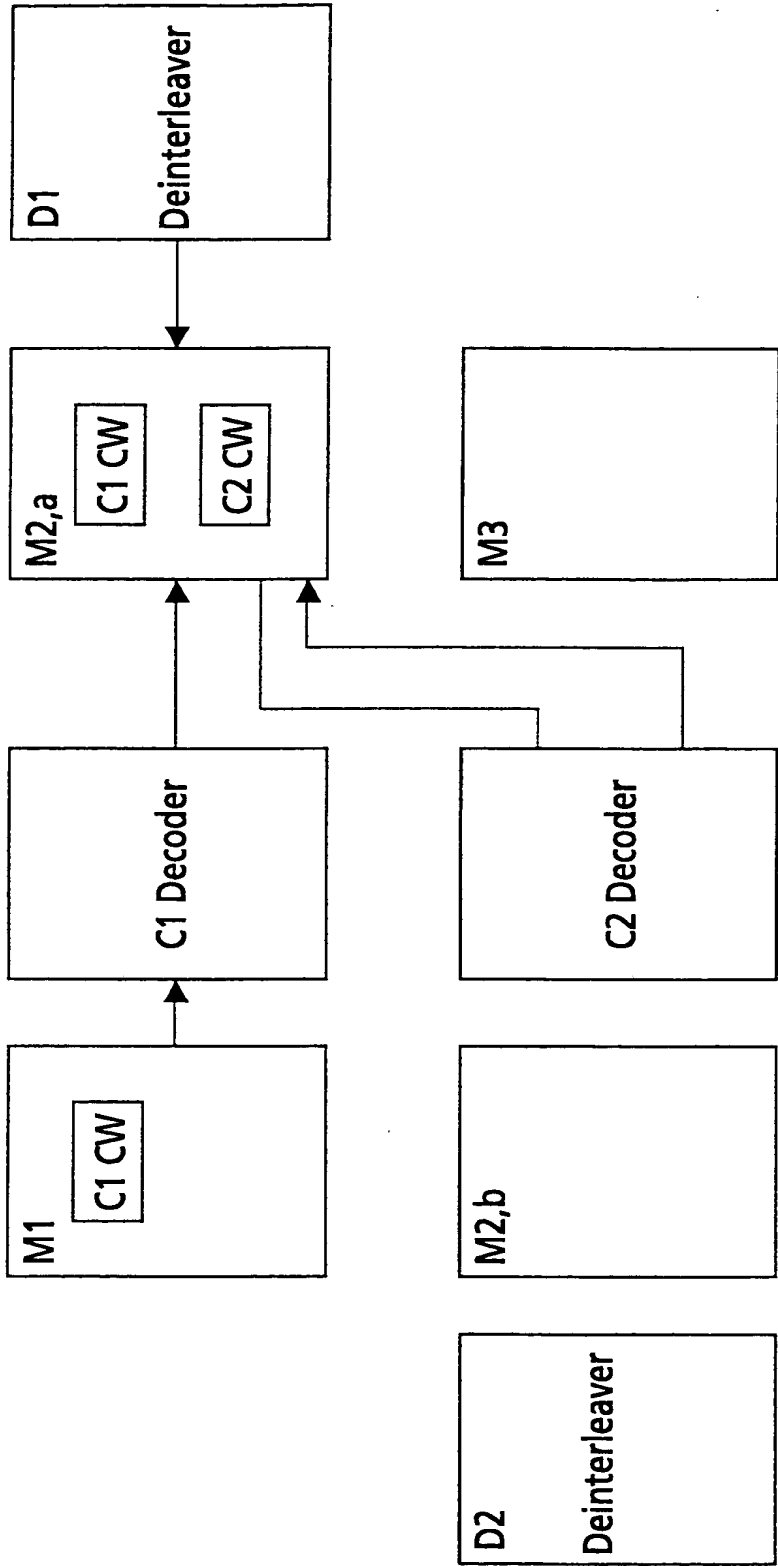 M1
C1 CW
C1 Decoder
M2,a
C1 CW
C2 CW
D1
Deinterleaver
D2
Deinterleaver
M2,b
C2 Decoder
M3